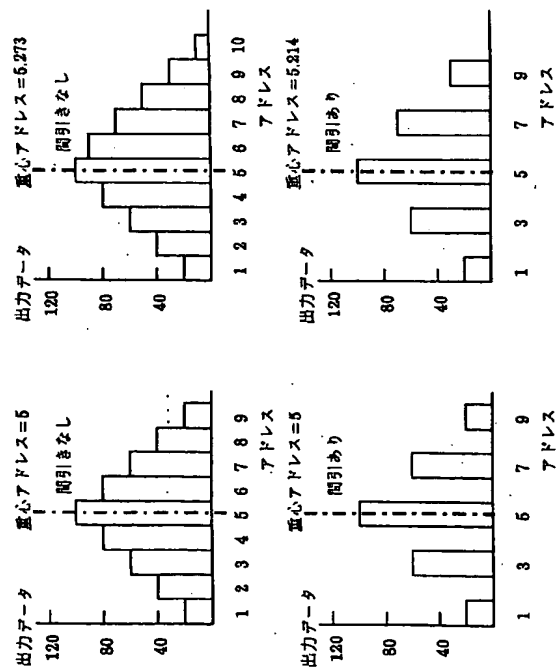 出力データ
重心アドレス=5
間引きなし
120
80
40
1 2 3 4 5 6 7 8 9
アドレス
出力データ
重心アドレス=5.273
間引きなし
120
80
40
1 2 3 4 5 6 7 8 9 10
アドレス
出力データ
重心アドレス=5
間引あり
120
80
40
1 3 5 7 9
アドレス
出力データ
重心アドレス=5.214
間引あり
120
80
40
1 3 5 7 9
アドレス